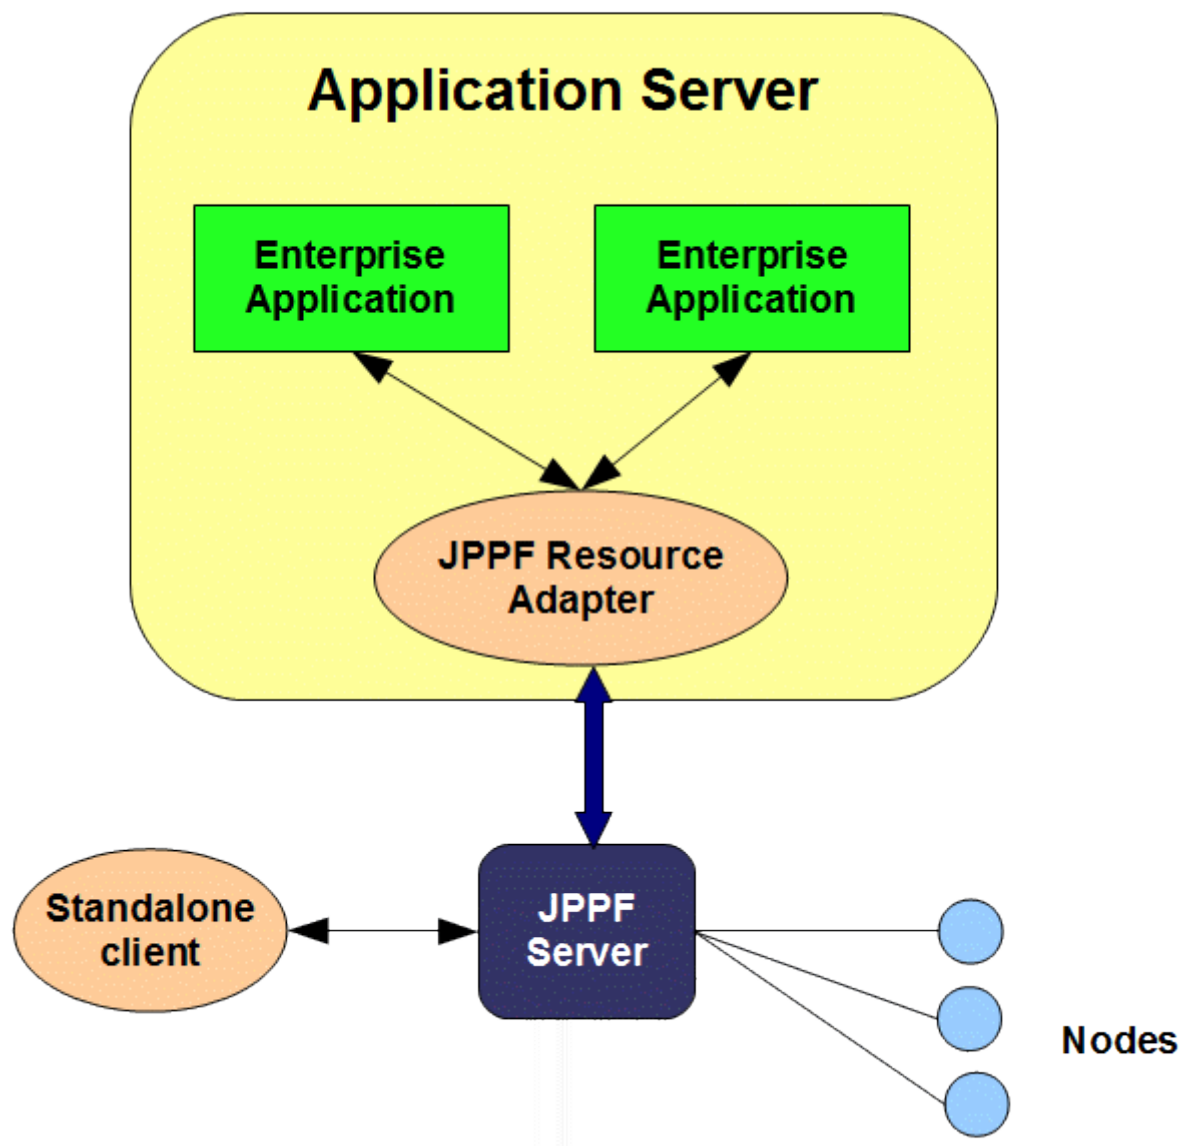 Application Server
Enterprise
Application
Enterprise
Application
JPPF Resource
Adapter
Standalone
client
JPPF
Server
Nodes